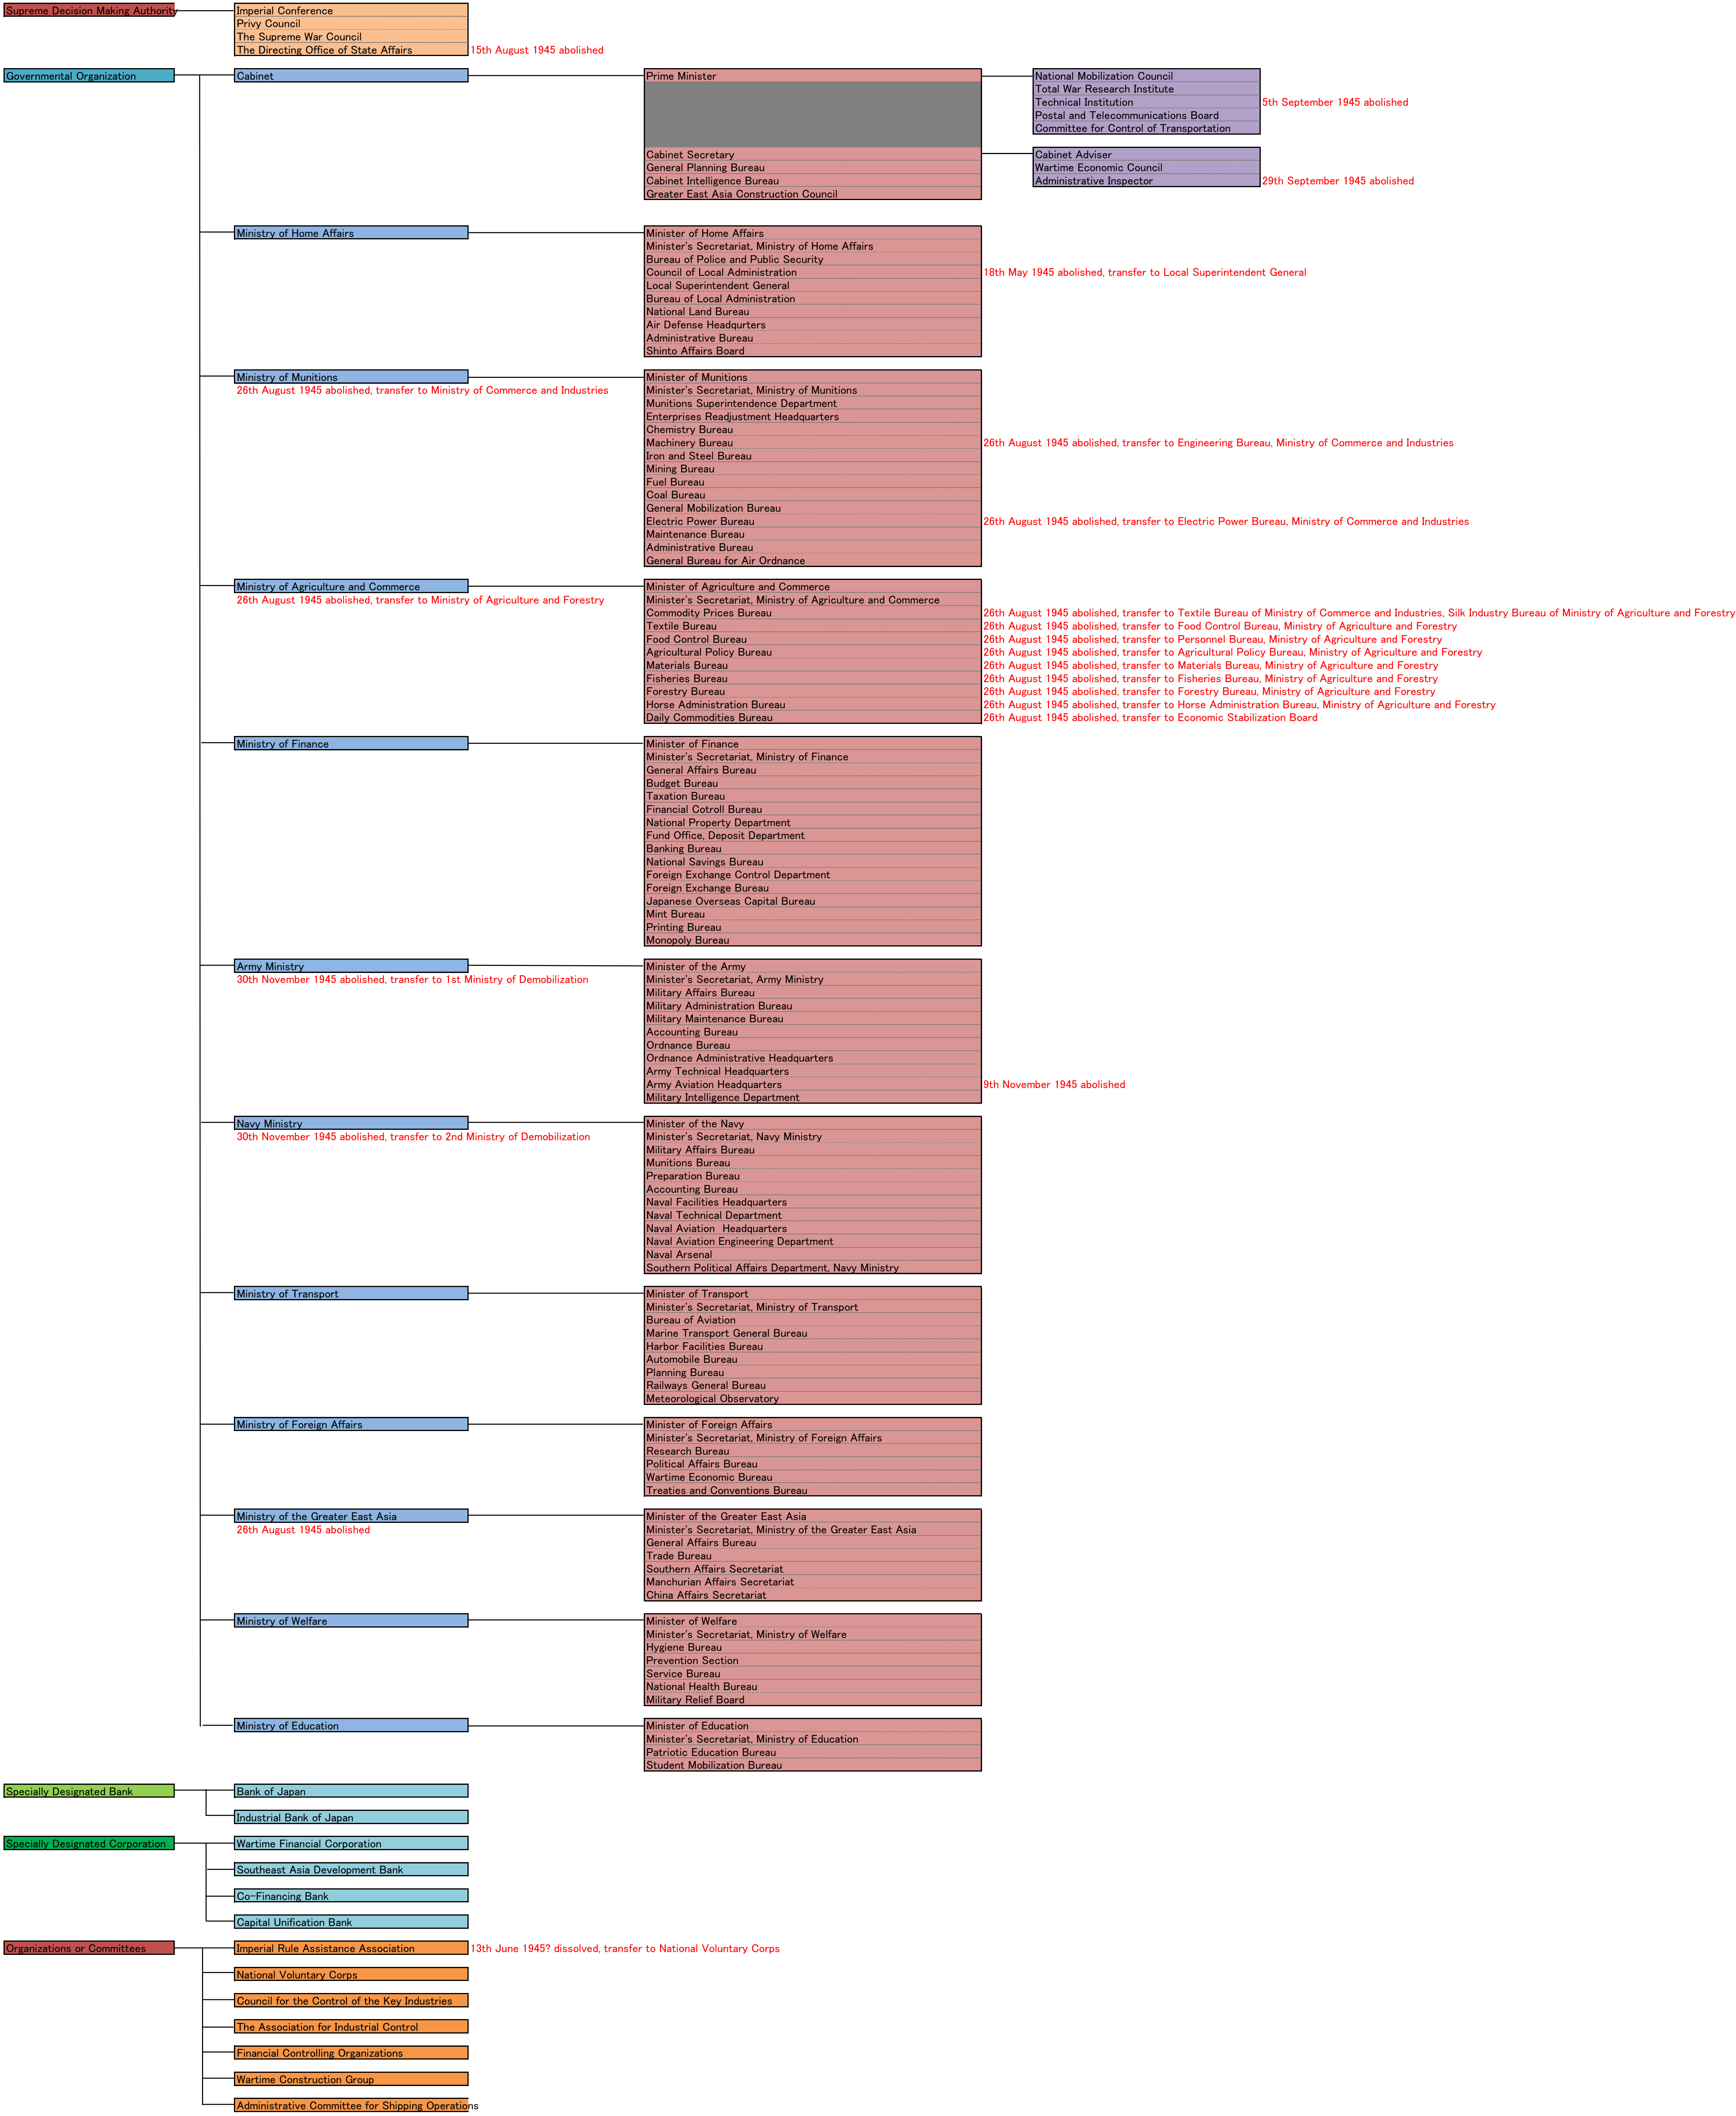 Supreme Decision Making Authority
Imperial Conference
Privy Council
The Supreme War Council
The Directing Office of State Affairs
15th August 1945 abolished
Governmental Organization
Cabinet
Prime Minister
National Mobilization Council
Total War Research Institute
Technical Institution
5th September 1945 abolished
Postal and Telecommunications Board
Committee for Control of Transportation
Cabinet Secretary
Cabinet Adviser
General Planning Bureau
Wartime Economic Council
Cabinet Intelligence Bureau
Administrative Inspector
29th September 1945 abolished
Greater East Asia Construction Council
Ministry of Home Affairs
Minister of Home Affairs
Minister's Secretariat, Ministry of Home Affairs
Bureau of Police and Public Security
Council of Local Administration
18th May 1945 abolished, transfer to Local Superintendent General
Local Superintendent General
Bureau of Local Administration
National Land Bureau
Air Defense Headqurters
Administrative Bureau
Shinto Affairs Board
Ministry of Munitions
26th August 1945 abolished, transfer to Ministry of Commerce and Industries
Minister of Munitions
Minister's Secretariat, Ministry of Munitions
Munitions Superintendence Department
Enterprises Readjustment Headquarters
Chemistry Bureau
Machinery Bureau
26th August 1945 abolished, transfer to Engineering Bureau, Ministry of Commerce and Industries
Iron and Steel Bureau
Mining Bureau
Fuel Bureau
Coal Bureau
General Mobilization Bureau
Electric Power Bureau
26th August 1945 abolished, transfer to Electric Power Bureau, Ministry of Commerce and Industries
Maintenance Bureau
Administrative Bureau
General Bureau for Air Ordnance
Ministry of Agriculture and Commerce
26th August 1945 abolished, transfer to Ministry of Agriculture and Forestry
Minister of Agriculture and Commerce
Minister's Secretariat, Ministry of Agriculture and Commerce
Commodity Prices Bureau
26th August 1945 abolished, transfer to Textile Bureau of Ministry of Commerce and Industries, Silk Industry Bureau of Ministry of Agriculture and Forestry
Textile Bureau
26th August 1945 abolished, transfer to Food Control Bureau, Ministry of Agriculture and Forestry
Food Control Bureau
26th August 1945 abolished, transfer to Personnel Bureau, Ministry of Agriculture and Forestry
Agricultural Policy Bureau
26th August 1945 abolished, transfer to Agricultural Policy Bureau, Ministry of Agriculture and Forestry
Materials Bureau
26th August 1945 abolished, transfer to Materials Bureau, Ministry of Agriculture and Forestry
Fisheries Bureau
26th August 1945 abolished, transfer to Fisheries Bureau, Ministry of Agriculture and Forestry
Forestry Bureau
26th August 1945 abolished, transfer to Forestry Bureau, Ministry of Agriculture and Forestry
Horse Administration Bureau
26th August 1945 abolished, transfer to Horse Administration Bureau, Ministry of Agriculture and Forestry
Daily Commodities Bureau
26th August 1945 abolished, transfer to Economic Stabilization Board
Ministry of Finance
Minister of Finance
Minister's Secretariat, Ministry of Finance
General Affairs Bureau
Budget Bureau
Taxation Bureau
Financial Cotroll Bureau
National Property Department
Fund Office, Deposit Department
Banking Bureau
National Savings Bureau
Foreign Exchange Control Department
Foreign Exchange Bureau
Japanese Overseas Capital Bureau
Mint Bureau
Printing Bureau
Monopoly Bureau
Army Ministry
30th November 1945 abolished, transfer to 1st Ministry of Demobilization
Minister of the Army
Minister's Secretariat, Army Ministry
Military Affairs Bureau
Military Administration Bureau
Military Maintenance Bureau
Accounting Bureau
Ordnance Bureau
Ordnance Administrative Headquarters
Army Technical Headquarters
Army Aviation Headquarters
9th November 1945 abolished
Military Intelligence Department
Navy Ministry
30th November 1945 abolished, transfer to 2nd Ministry of Demobilization
Minister of the Navy
Minister's Secretariat, Navy Ministry
Military Affairs Bureau
Munitions Bureau
Preparation Bureau
Accounting Bureau
Naval Facilities Headquarters
Naval Technical Department
Naval Aviation  Headquarters
Naval Aviation Engineering Department
Naval Arsenal
Southern Political Affairs Department, Navy Ministry
Ministry of Transport
Minister of Transport
Minister's Secretariat, Ministry of Transport
Bureau of Aviation
Marine Transport General Bureau
Harbor Facilities Bureau
Automobile Bureau
Planning Bureau
Railways General Bureau
Meteorological Observatory
Ministry of Foreign Affairs
Minister of Foreign Affairs
Minister's Secretariat, Ministry of Foreign Affairs
Research Bureau
Political Affairs Bureau
Wartime Economic Bureau
Treaties and Conventions Bureau
Ministry of the Greater East Asia
26th August 1945 abolished
Minister of the Greater East Asia
Minister's Secretariat, Ministry of the Greater East Asia
General Affairs Bureau
Trade Bureau
Southern Affairs Secretariat
Manchurian Affairs Secretariat
China Affairs Secretariat
Ministry of Welfare
Minister of Welfare
Minister's Secretariat, Ministry of Welfare
Hygiene Bureau
Prevention Section
Service Bureau
National Health Bureau
Military Relief Board
Ministry of Education
Minister of Education
Minister's Secretariat, Ministry of Education
Patriotic Education Bureau
Student Mobilization Bureau
Specially Designated Bank
Bank of Japan
Industrial Bank of Japan
Specially Designated Corporation
Wartime Financial Corporation
Southeast Asia Development Bank
Co-Financing Bank
Capital Unification Bank
Organizations or Committees
Imperial Rule Assistance Association
13th June 1945? dissolved, transfer to National Voluntary Corps
National Voluntary Corps
Council for the Control of the Key Industries
The Association for Industrial Control
Financial Controlling Organizations
Wartime Construction Group
Administrative Committee for Shipping Operations